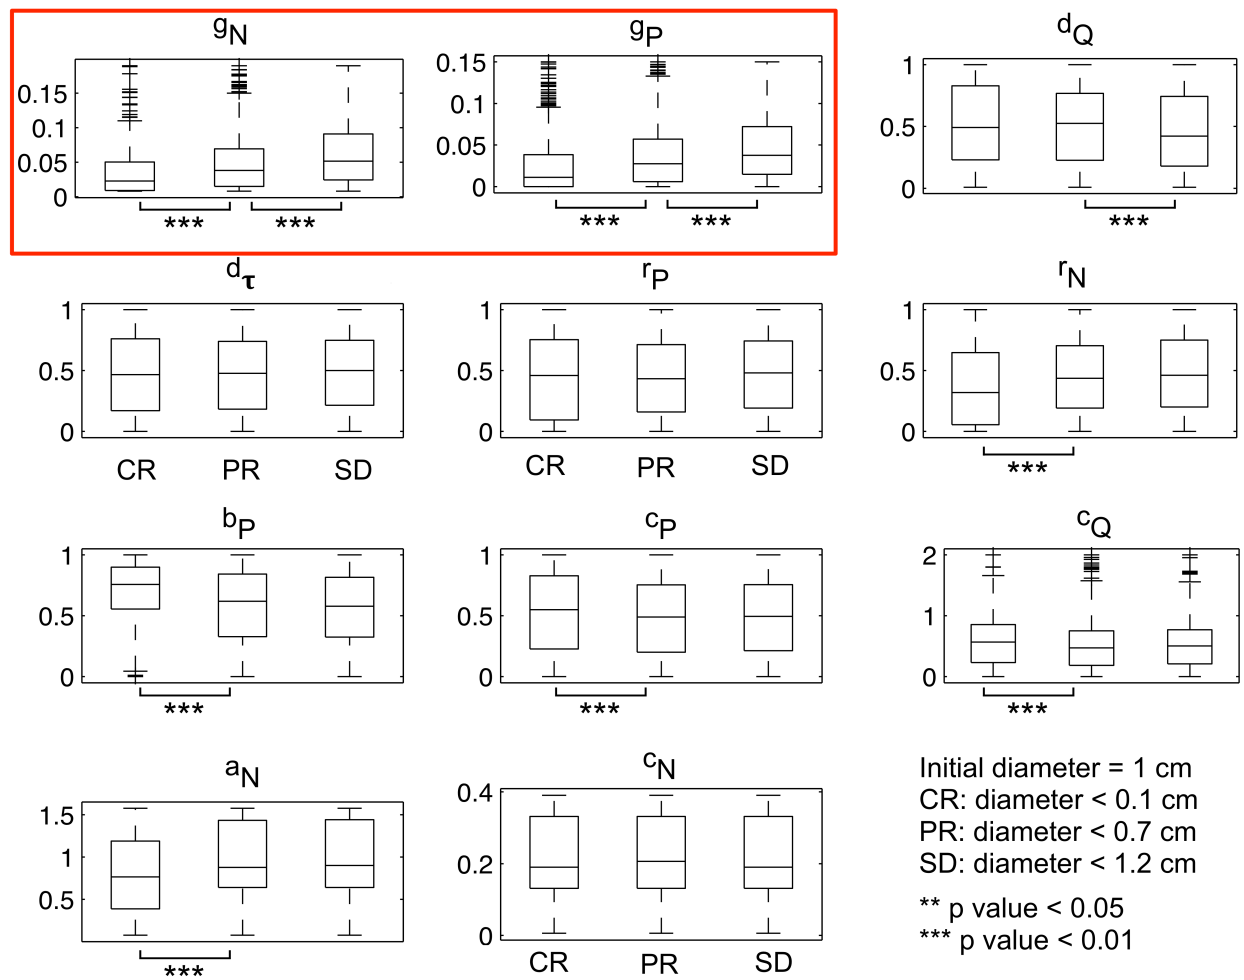 gN
gP
dQ
0.15
0.1
0.05
0
0.15
0.1
0.05
0
1
0.5
0
***
***
***
***
***
dτ
rP
rN
1
0.5
0
1
0.5
0
1
0.5
0
CR PR SD
CR PR SD
***
bP
cP
cQ
1
0.5
0
1
0.5
0
2
1
0
***
***
***
aN
cN
1.5
1
0.5
0.4
0.2
0
***
CR PR SD
Initial diameter = 1 cm
CR: diameter < 0.1 cm
PR: diameter < 0.7 cm
SD: diameter < 1.2 cm
** p value < 0.05
*** p value < 0.01